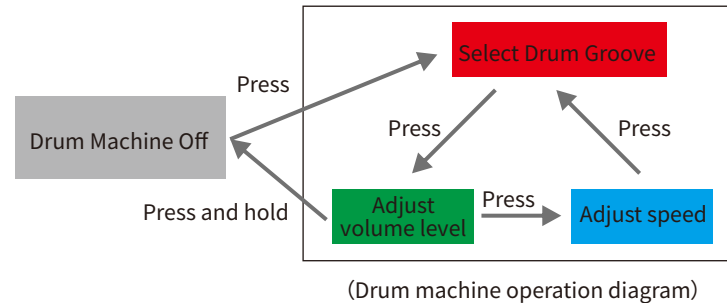 Select Drum Groove
Press
Drum Machine Off
Press
Press
Press and hold
Adjust
volume level
Press
Adjust speed
(Drum machine operation diagram)